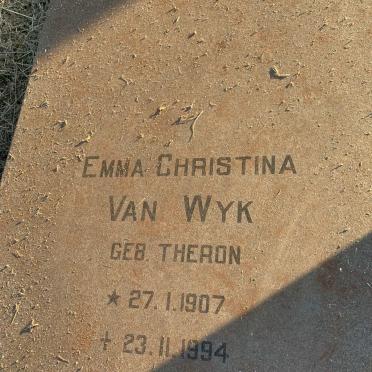 EMMA CHRISTINA
VAN WYK
GEB. THERON
★ 27.1.1907
✝ 23.11.1994